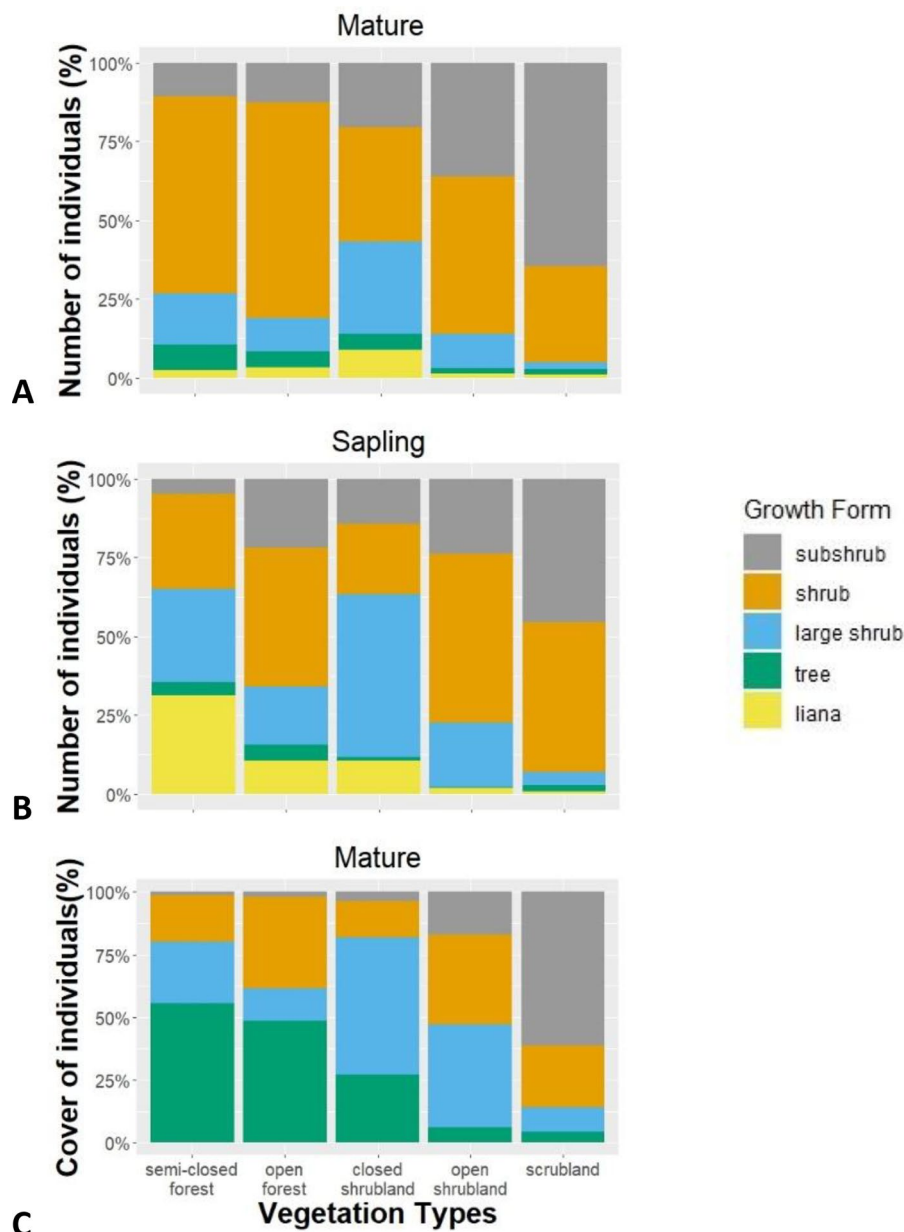 Mature
Number of individuals (%)
100%
75%
50%
25%
0%
A
Sapling
Number of individuals (%)
100%
75%
50%
25%
0%
B
Growth Form
subshrub
shrub
large shrub
tree
liana
Mature
Cover of individuals(%)
100%
75%
50%
25%
0%
semi-closed forest
open forest
closed shrubland
open shrubland
scrubland
Vegetation Types
C